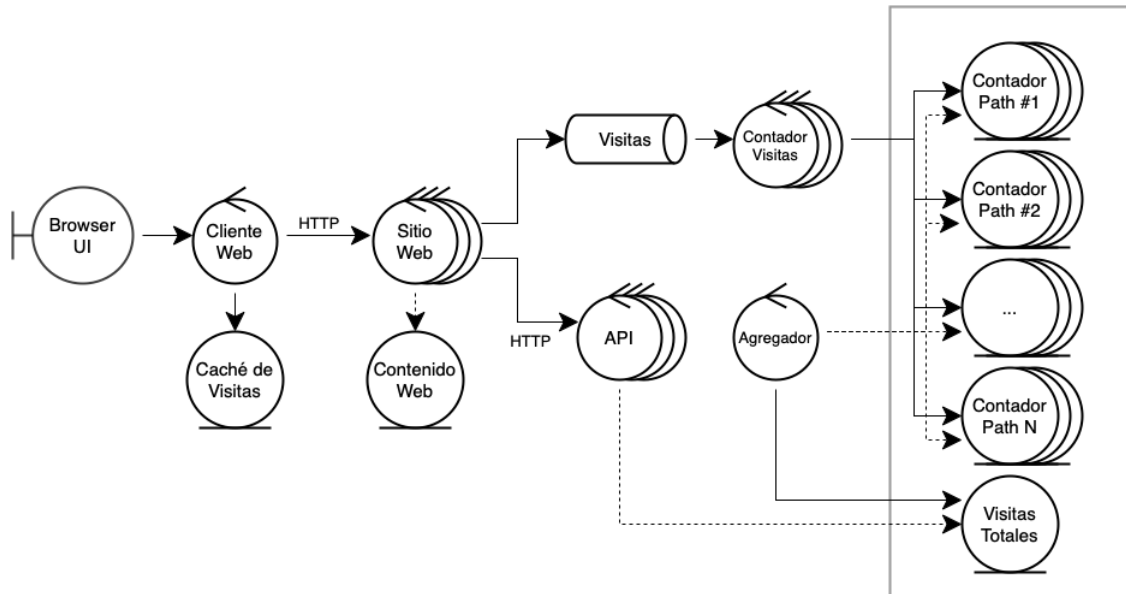 Browser
UI
Cliente
Web
HTTP
Sitio
Web
Visitas
Contador
Visitas
Caché de
Visitas
Contenido
Web
HTTP
API
Agregador
Contador
Path #1
Contador
Path #2
...
Contador
Path N
Visitas
Totales